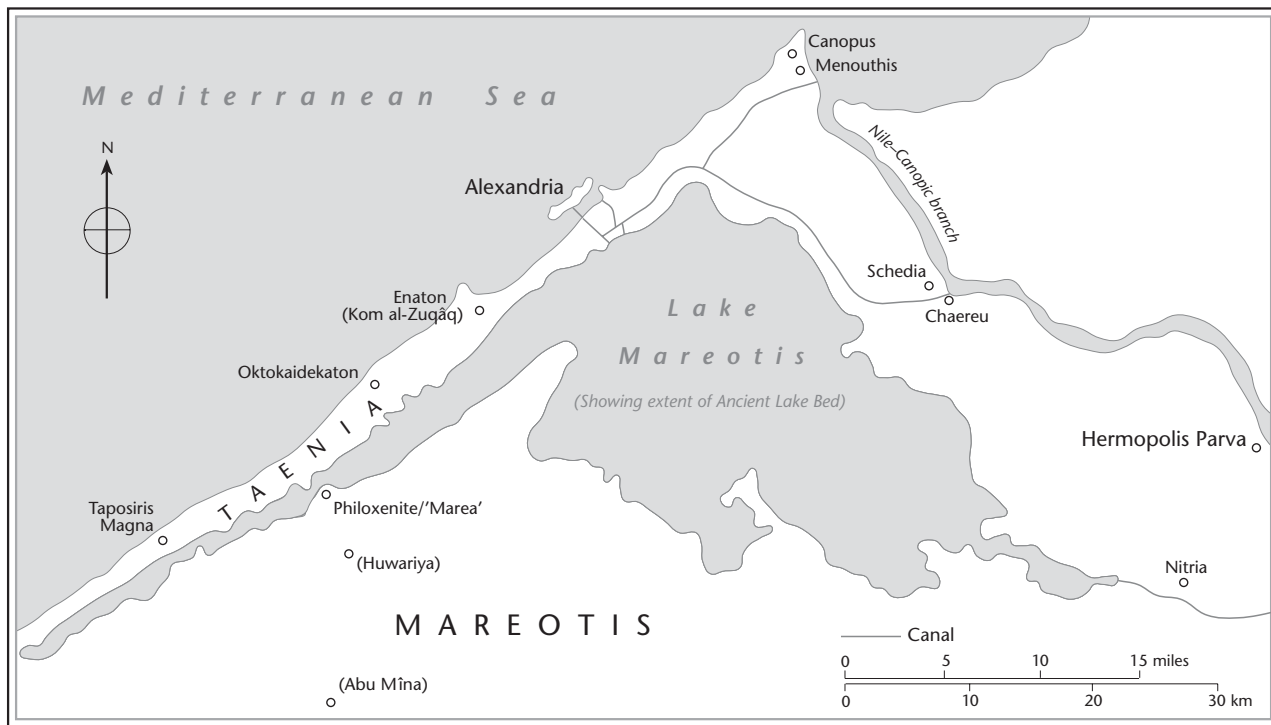 Canopus
Menouthis
Mediterranean Sea
N
Nile–Canopic branch
Alexandria
Schedia
Chaereu
Enaton
(Kom al-Zuqâq)
Lake
Mareotis
(Showing extent of Ancient Lake Bed)
Oktokaidekaton
TAENIA
Hermopolis Parva
Taposiris
Magna
Philoxenite/'Marea'
(Huwariya)
Nitria
MAREOTIS
Canal
0 5 10 15 miles
0 10 20 30 km
(Abu Mîna)